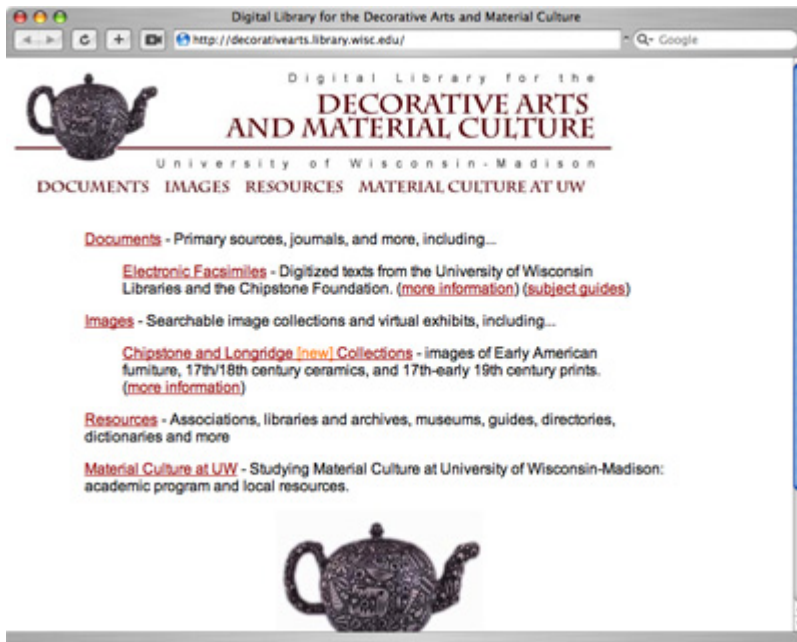 Digital Library for the Decorative Arts and Material Culture
http://decorativearts.library.wisc.edu/
Google
Digital Library for the
DECORATIVE ARTS
AND MATERIAL CULTURE
University of Wisconsin-Madison
DOCUMENTS IMAGES RESOURCES MATERIAL CULTURE AT UW
Documents - Primary sources, journals, and more, including...
Electronic Facsimiles - Digitized texts from the University of Wisconsin
Libraries and the Chipstone Foundation. (more information) (subject guides)
Images - Searchable image collections and virtual exhibits, including...
Chipstone and Longridge [new] Collections - images of Early American
furniture, 17th/18th century ceramics, and 17th-early 19th century prints.
(more information)
Resources - Associations, libraries and archives, museums, guides, directories,
dictionaries and more
Material Culture at UW - Studying Material Culture at University of Wisconsin-Madison:
academic program and local resources.